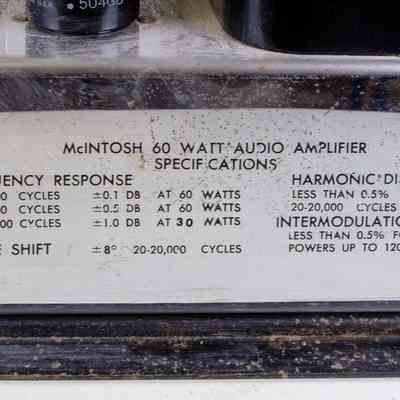 504GD
McINTOSH 60 WATT AUDIO AMPLIFIER
SPECIFICATIONS
UENCY RESPONSE HARMONIC DI
0 CYCLES ±0.1 DB AT 60 WATTS LESS THAN 0.5%
0 CYCLES ±0.5 DB AT 60 WATTS 20-20,000 CYCLES
00 CYCLES ±1.0 DB AT 30 WATTS INTERMODULATIO
LESS THAN 0.5% FO
E SHIFT ±8° 20-20,000 CYCLES POWERS UP TO 120